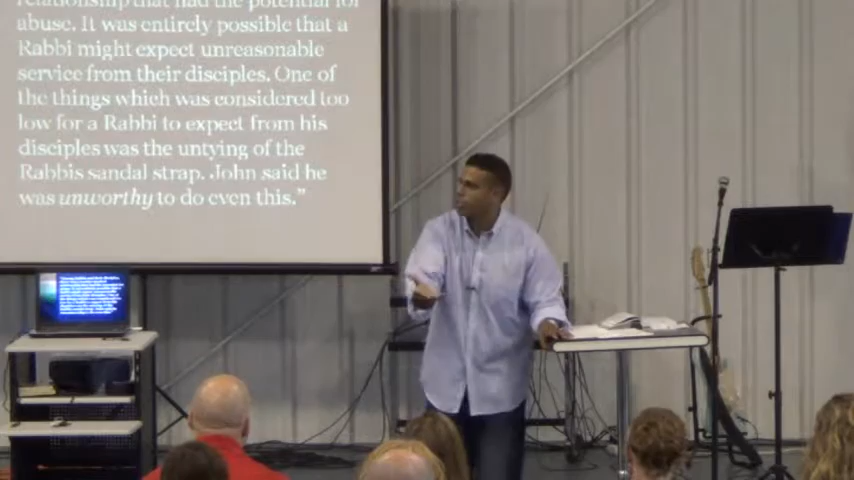 relationship that had the potential for
abuse. It was entirely possible that a
Rabbi might expect unreasonable
service from their disciples. One of
the things which was considered too
low for a Rabbi to expect from his
disciples was the untying of the
Rabbis sandal strap. John said he
was unworthy to do even this.”